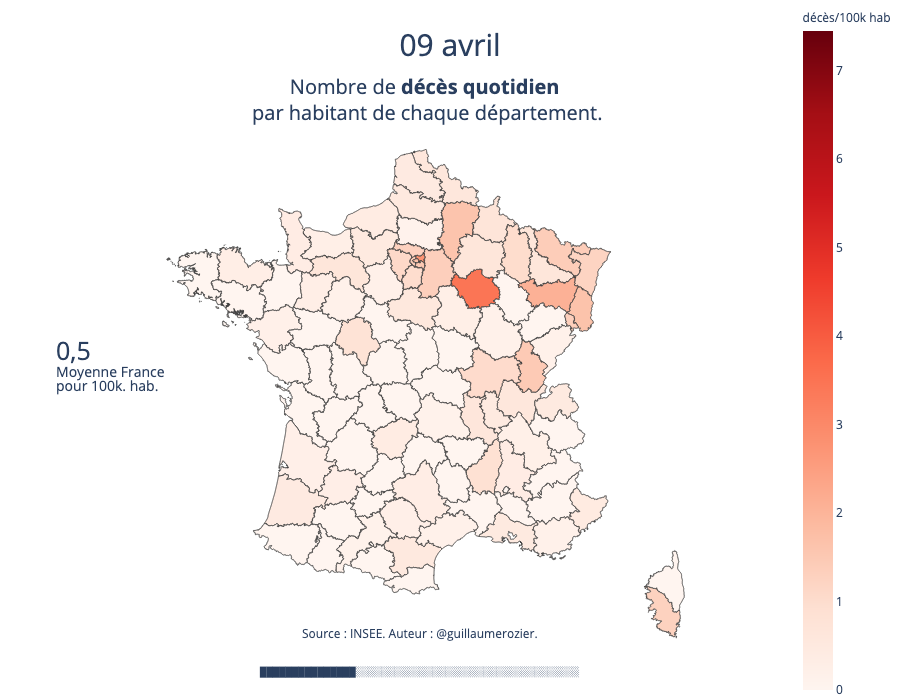 décès/100k hab
09 avril
Nombre de décès quotidien
par habitant de chaque département.
7
6
5
4
3
2
1
0
0,5
Moyenne France
pour 100k. hab.
Source : INSEE. Auteur : @guillaumerozier.